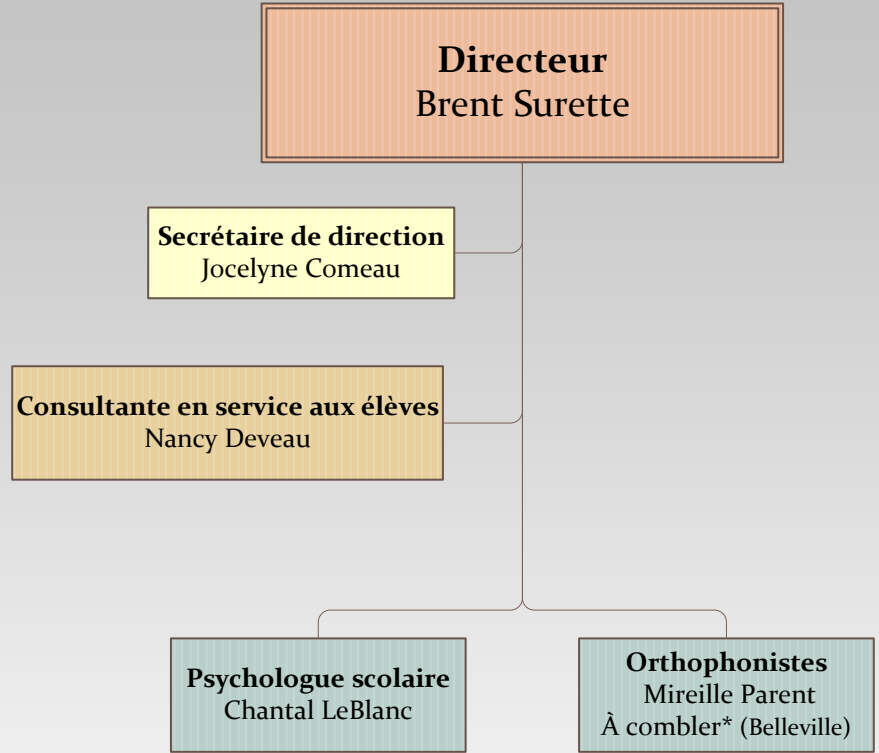 Directeur
Brent Surette
Secrétaire de direction
Jocelyne Comeau
Consultante en service aux élèves
Nancy Deveau
Psychologue scolaire
Chantal LeBlanc
Orthophonistes
Mireille Parent
À combler* (Belleville)